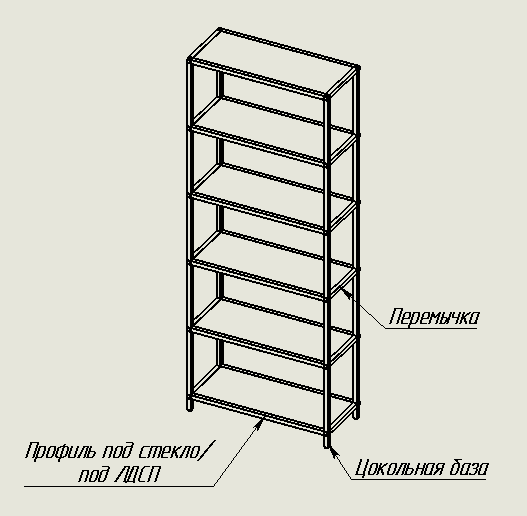 Перемычка
Профиль под стекло/
под ЛДСП
Цокольная база